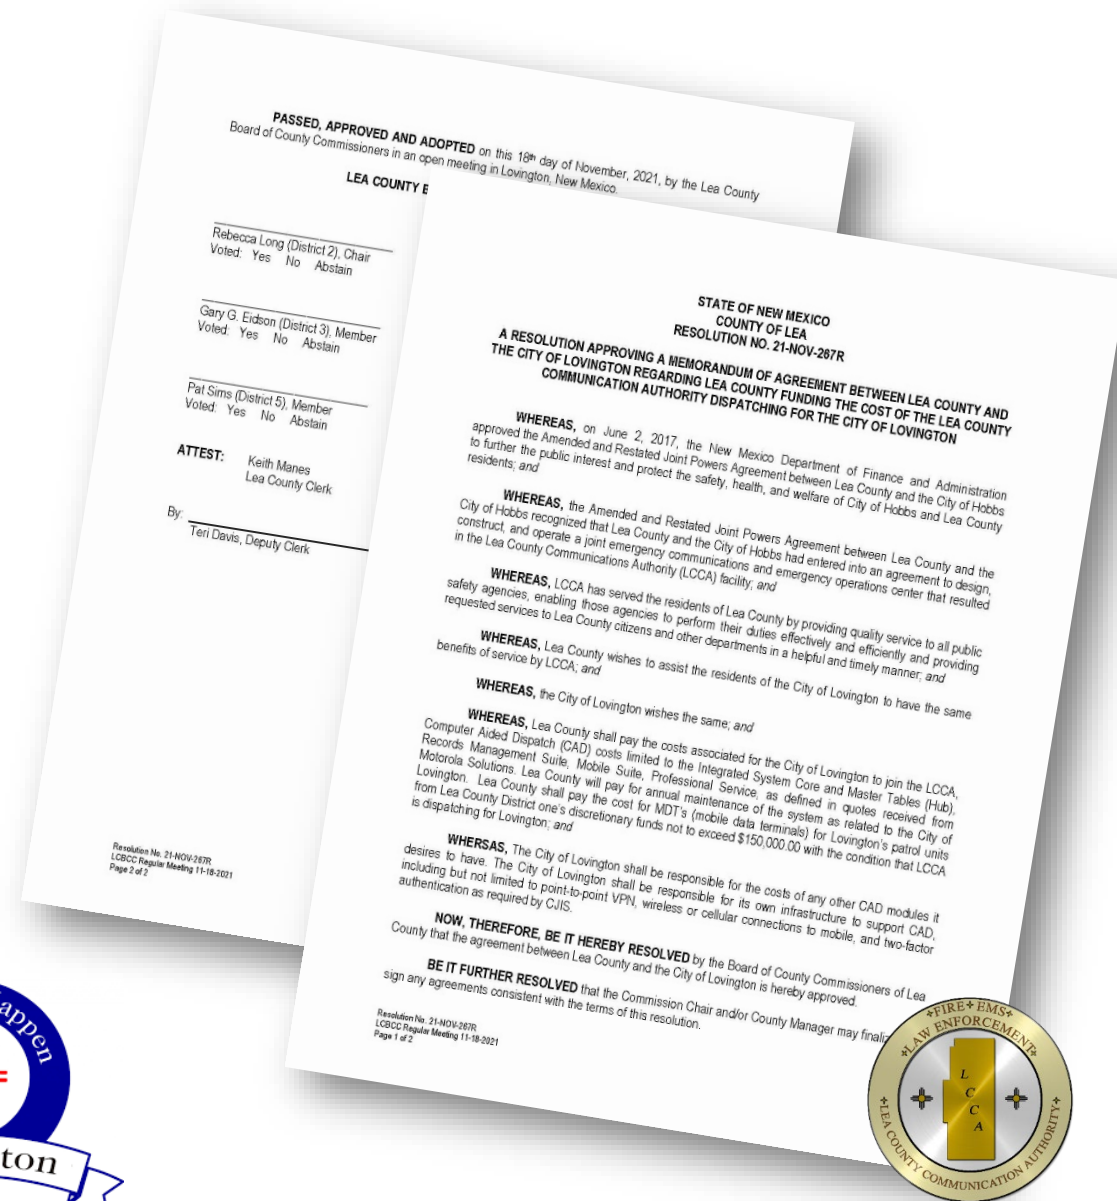 PASSED, APPROVED AND ADOPTED on this 18th day of November, 2021, by the Lea County
Board of County Commissioners in an open meeting in Lovington, New Mexico.
LEA COUNTY
Rebecca Long (District 2), Chair
Voted: Yes No Abstain
Gary G. Eidson (District 3), Member
Voted: Yes No Abstain
Pat Sims (District 5), Member
Voted: Yes No Abstain
ATTEST: Keith Manes
Lea County Clerk
By:
Teri Davis, Deputy Clerk
Resolution No. 21-NOV-267R
LCBCC Regular Meeting 11-18-2021
Page 2 of 2
STATE OF NEW MEXICO
COUNTY OF LEA
RESOLUTION NO. 21-NOV-267R
A RESOLUTION APPROVING A MEMORANDUM OF AGREEMENT BETWEEN LEA COUNTY AND
THE CITY OF LOVINGTON REGARDING LEA COUNTY FUNDING THE COST OF THE LEA COUNTY
COMMUNICATION AUTHORITY DISPATCHING FOR THE CITY OF LOVINGTON
WHEREAS, on June 2, 2017, the New Mexico Department of Finance and Administration
approved the Amended and Restated Joint Powers Agreement between Lea County and the City of Hobbs
to further the public interest and protect the safety, health, and welfare of City of Hobbs and Lea County
residents; and
WHEREAS, the Amended and Restated Joint Powers Agreement between Lea County and the
City of Hobbs recognized that Lea County and the City of Hobbs had entered into an agreement to design,
construct, and operate a joint emergency communications and emergency operations center that resulted
in the Lea County Communications Authority (LCCA) facility; and
WHEREAS, LCCA has served the residents of Lea County by providing quality service to all public
safety agencies, enabling those agencies to perform their duties effectively and efficiently and providing
requested services to Lea County citizens and other departments in a helpful and timely manner; and
WHEREAS, Lea County wishes to assist the residents of the City of Lovington to have the same
benefits of service by LCCA; and
WHEREAS, the City of Lovington wishes the same; and
WHEREAS, Lea County shall pay the costs associated for the City of Lovington to join the LCCA,
Computer Aided Dispatch (CAD) costs limited to the Integrated System Core and Master Tables (Hub),
Records Management Suite, Mobile Suite, Professional Service, as defined in quotes received from
Motorola Solutions. Lea County will pay for annual maintenance of the system as related to the City of
Lovington. Lea County shall pay the cost for MDT's (mobile data terminals) for Lovington's patrol units
from Lea County District one's discretionary funds not to exceed $150,000.00 with the condition that LCCA
is dispatching for Lovington; and
WHERSAS, The City of Lovington shall be responsible for the costs of any other CAD modules it
desires to have. The City of Lovington shall be responsible for its own infrastructure to support CAD,
including but not limited to point-to-point VPN, wireless or cellular connections to mobile, and two-factor
authentication as required by CJIS.
NOW, THEREFORE, BE IT HEREBY RESOLVED by the Board of County Commissioners of Lea
County that the agreement between Lea County and the City of Lovington is hereby approved.
BE IT FURTHER RESOLVED that the Commission Chair and/or County Manager may finaliz
sign any agreements consistent with the terms of this resolution.
Resolution No. 21-NOV-267R
LCBCC Regular Meeting 11-18-2021
Page 1 of 2
appen
ton
FIRE EMS
LAW ENFORCEMENT
L
C
C
A
LEA COUNTY COMMUNICATION AUTHORITY